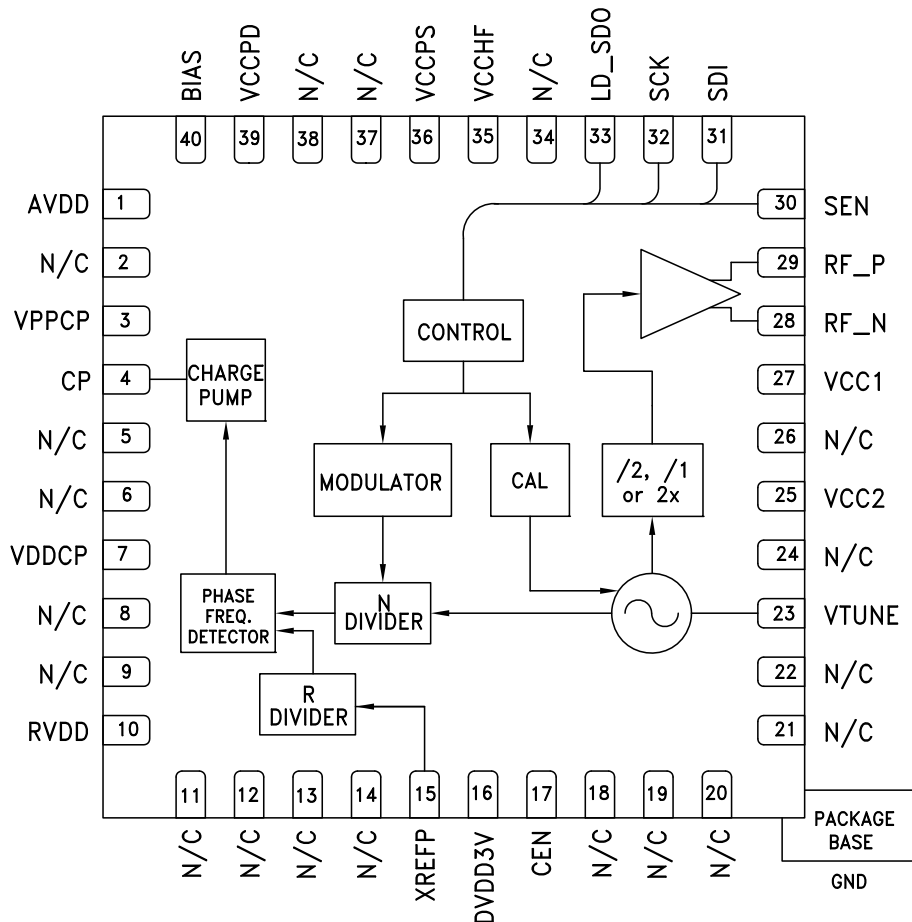 BIAS
VCCPD
N/C
N/C
VCCPS
VCCHF
N/C
LD_SDO
SCK
SDI
40
39
38
37
36
35
34
33
32
31
AVDD 1
N/C 2
VPPCP 3
CP 4
N/C 5
N/C 6
VDDCP 7
N/C 8
N/C 9
RVDD 10
30 SEN
29 RF_P
28 RF_N
27 VCC1
26 N/C
25 VCC2
24 N/C
23 VTUNE
22 N/C
21 N/C
CONTROL
CHARGE
PUMP
MODULATOR
CAL
/2, /1
or 2x
PHASE
FREQ.
DETECTOR
N
DIVIDER
R
DIVIDER
11
12
13
14
15
16
17
18
19
20
N/C
N/C
N/C
N/C
XREFP
DVDD3V
CEN
N/C
N/C
N/C
PACKAGE
BASE
GND